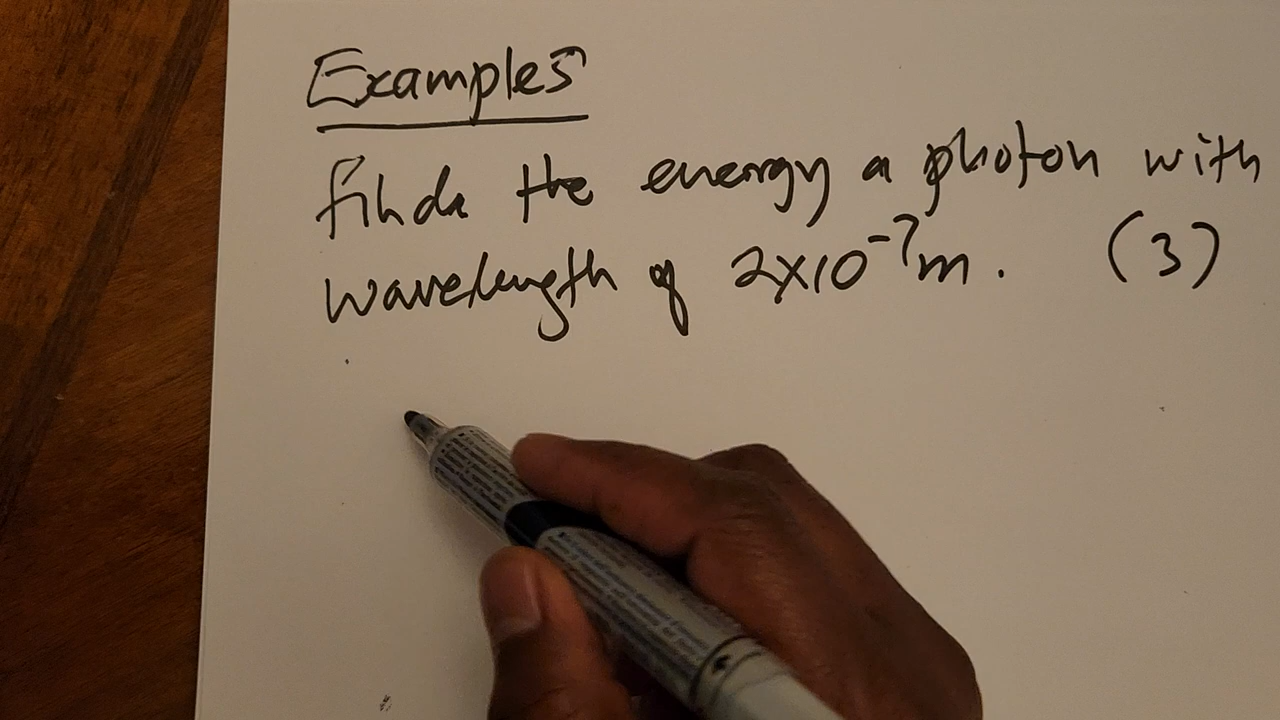 Examples
finda the energy a photon with
wavelength of 2x10⁻⁷m. (3)